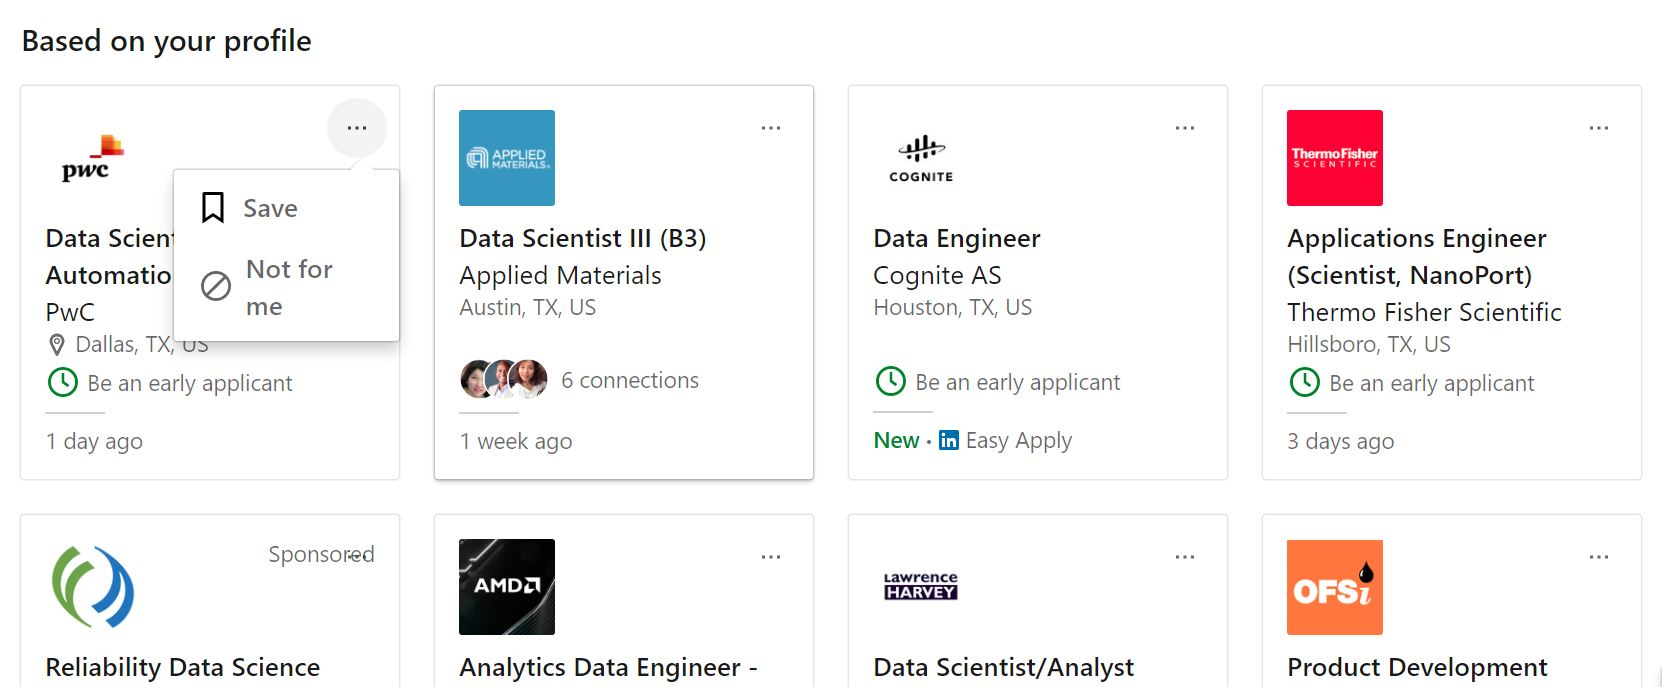 Based on your profile
...
pwc
Save
Not for
me
Data Scient
Automatio
PwC
Dallas, TX, US
Be an early applicant
1 day ago
...
APPLIED
MATERIALS®
Data Scientist III (B3)
Applied Materials
Austin, TX, US
6 connections
1 week ago
...
COGNITE
Data Engineer
Cognite AS
Houston, TX, US
Be an early applicant
New · in Easy Apply
...
ThermoFisher
SCIENTIFIC
Applications Engineer
(Scientist, NanoPort)
Thermo Fisher Scientific
Hillsboro, TX, US
Be an early applicant
3 days ago
Sponsored
...
Reliability Data Science
...
AMD
Analytics Data Engineer -
...
LAWRENCE
HARVEY
Data Scientist/Analyst
...
OFSi
Product Development